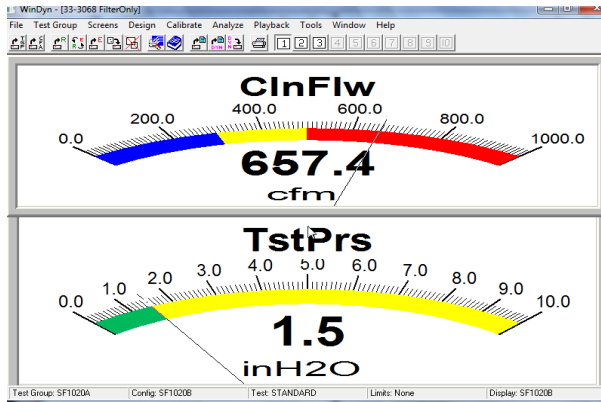 WinDyn - [33-3068 FilterOnly]
File Test Group Screens Design Calibrate Analyze Playback Tools Window Help
1 2 3 4 5 6 7 8 9 10
ClnFlw
0.0 200.0 400.0 600.0 800.0 1000.0
657.4
cfm
TstPrs
0.0 1.0 2.0 3.0 4.0 5.0 6.0 7.0 8.0 9.0 10.0
1.5
inH2O
Test Group: SF1020A Config: SF1020B Test: STANDARD Limits: None Display: SF1020B